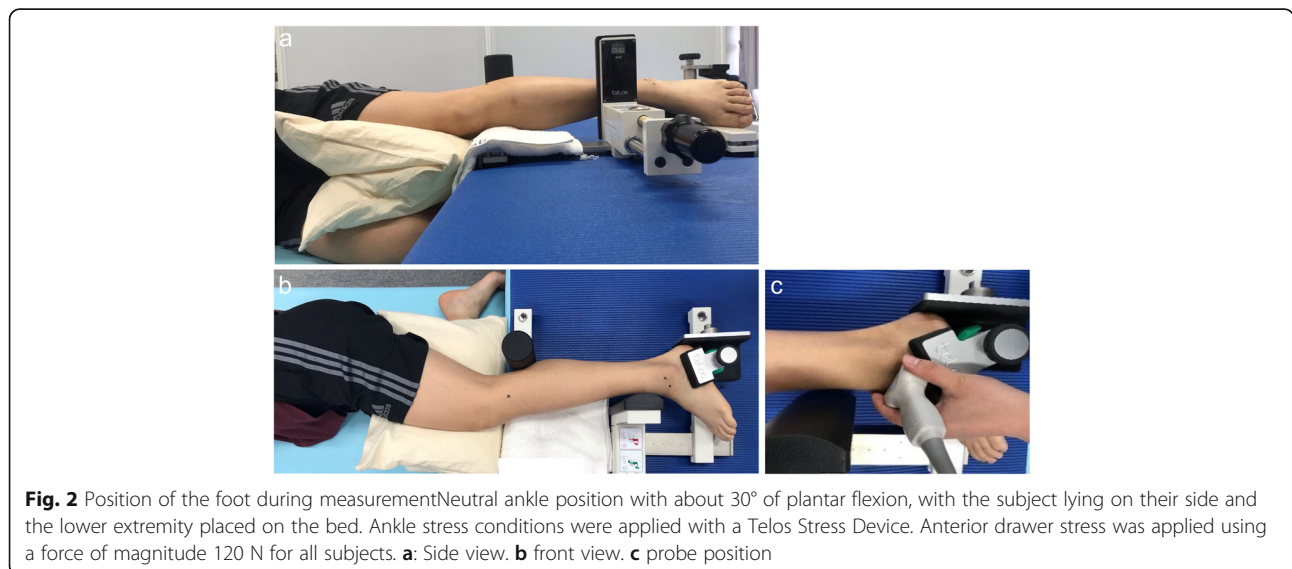 a
TELOS
adidas
b
adidas
c
Fig. 2 Position of the foot during measurementNeutral ankle position with about 30° of plantar flexion, with the subject lying on their side and
the lower extremity placed on the bed. Ankle stress conditions were applied with a Telos Stress Device. Anterior drawer stress was applied using
a force of magnitude 120 N for all subjects. a: Side view. b front view. c probe position